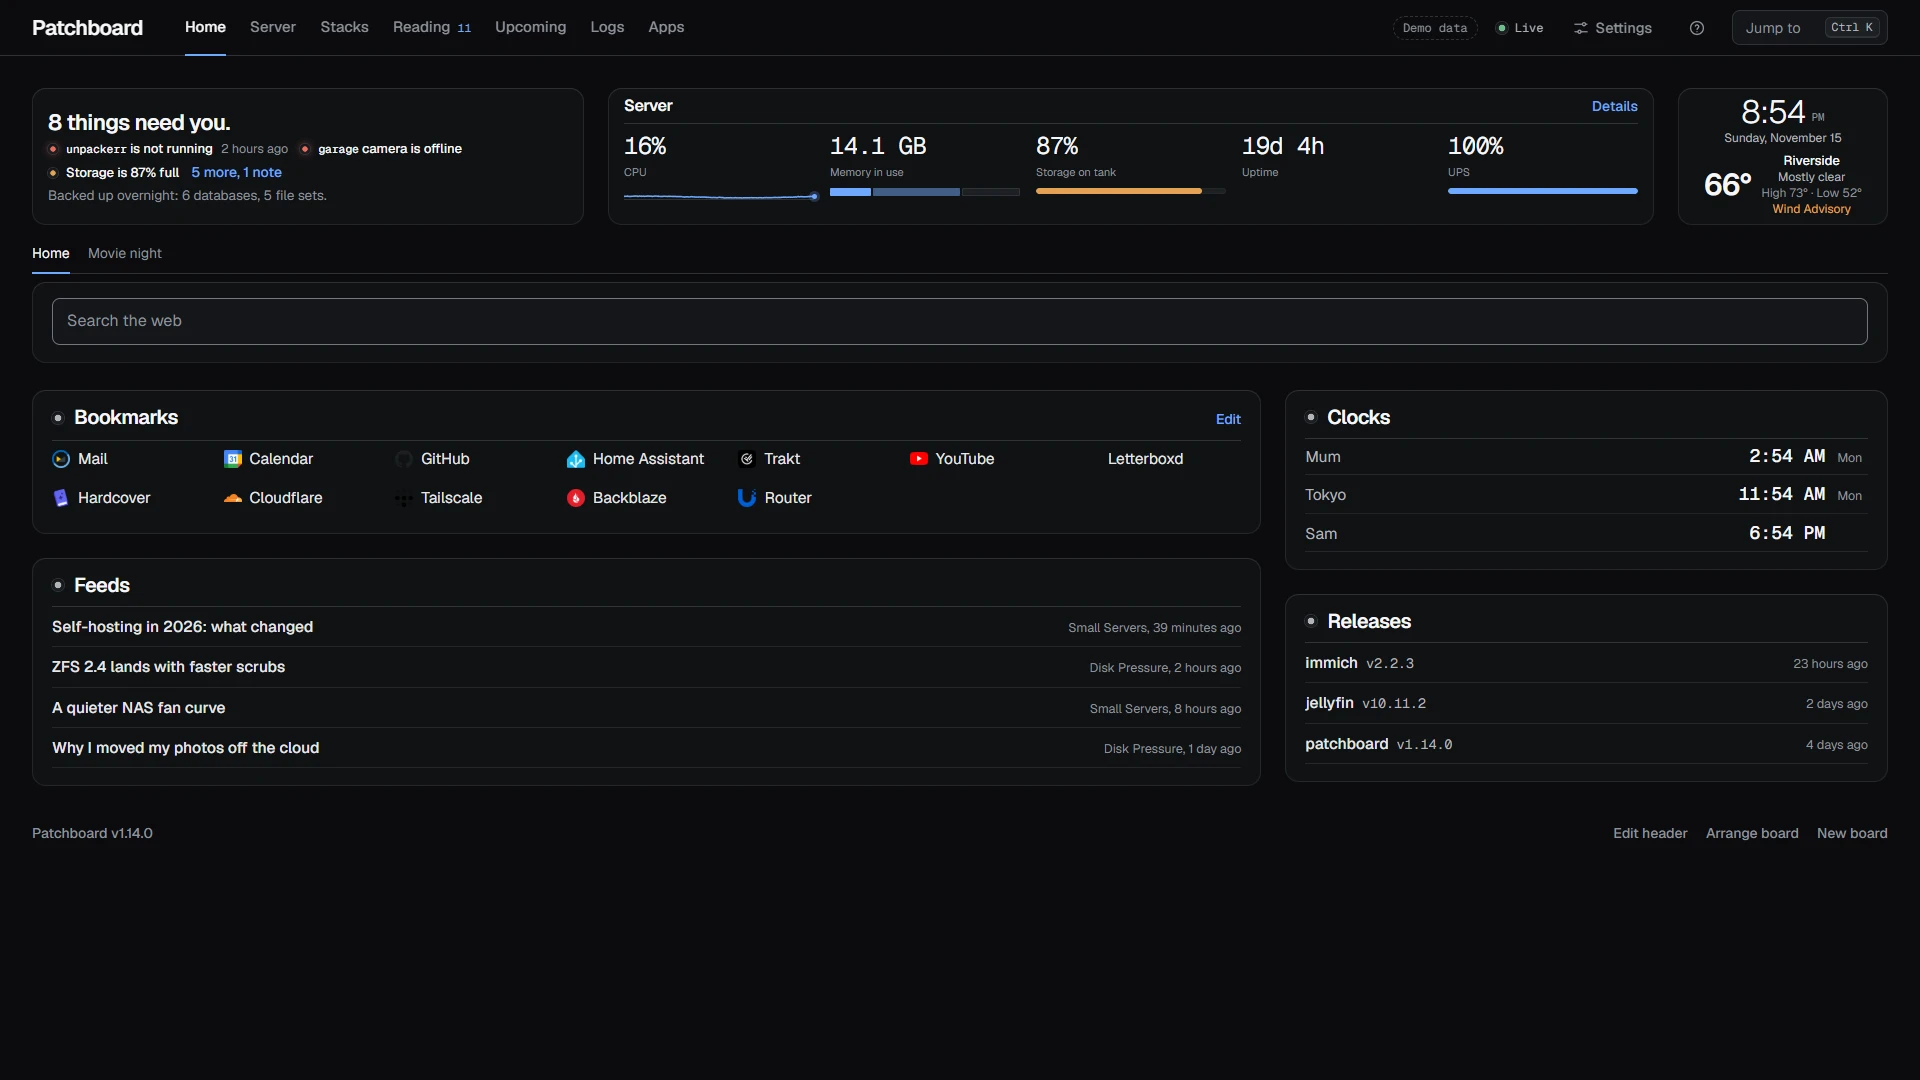 Patchboard Home Server Stacks Reading 11 Upcoming Logs Apps Demo data Live Settings Jump to Ctrl K
8 things need you.
unpackerr is not running 2 hours ago garage camera is offline
Storage is 87% full 5 more, 1 note
Backed up overnight: 6 databases, 5 file sets.
Server Details
16% 14.1 GB 87% 19d 4h 100%
CPU Memory in use Storage on tank Uptime UPS
8:54 PM
Sunday, November 15
66°
Riverside
Mostly clear
High 73° · Low 52°
Wind Advisory
Home Movie night
Search the web
Bookmarks Edit
Mail Calendar GitHub Home Assistant Trakt YouTube Letterboxd
Hardcover Cloudflare Tailscale Backblaze Router
Clocks
Mum 2:54 AM Mon
Tokyo 11:54 AM Mon
Sam 6:54 PM
Feeds
Self-hosting in 2026: what changed Small Servers, 39 minutes ago
ZFS 2.4 lands with faster scrubs Disk Pressure, 2 hours ago
A quieter NAS fan curve Small Servers, 8 hours ago
Why I moved my photos off the cloud Disk Pressure, 1 day ago
Releases
immich v2.2.3 23 hours ago
jellyfin v10.11.2 2 days ago
patchboard v1.14.0 4 days ago
Patchboard v1.14.0 Edit header Arrange board New board